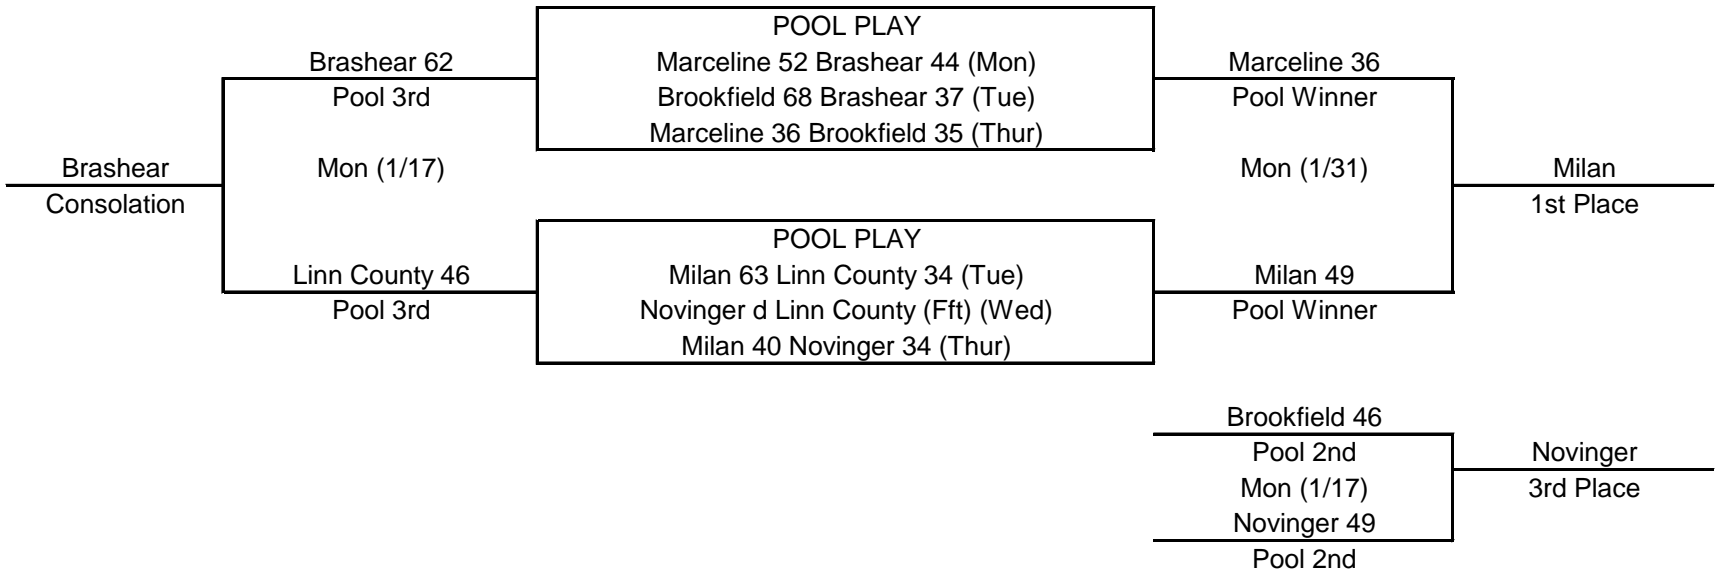 POOL PLAY
Brashear 62
Marceline 52 Brashear 44 (Mon)
Marceline 36
Pool 3rd
Brookfield 68 Brashear 37 (Tue)
Pool Winner
Marceline 36 Brookfield 35 (Thur)
Brashear
Mon (1/17)
Mon (1/31)
Milan
Consolation
1st Place
POOL PLAY
Linn County 46
Milan 63 Linn County 34 (Tue)
Milan 49
Pool 3rd
Novinger d Linn County (Fft) (Wed)
Pool Winner
Milan 40 Novinger 34 (Thur)
Brookfield 46
Pool 2nd
Novinger
Mon (1/17)
3rd Place
Novinger 49
Pool 2nd